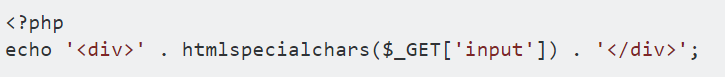 <?php
echo '<div>' . htmlspecialchars($_GET['input']) . '</div>';